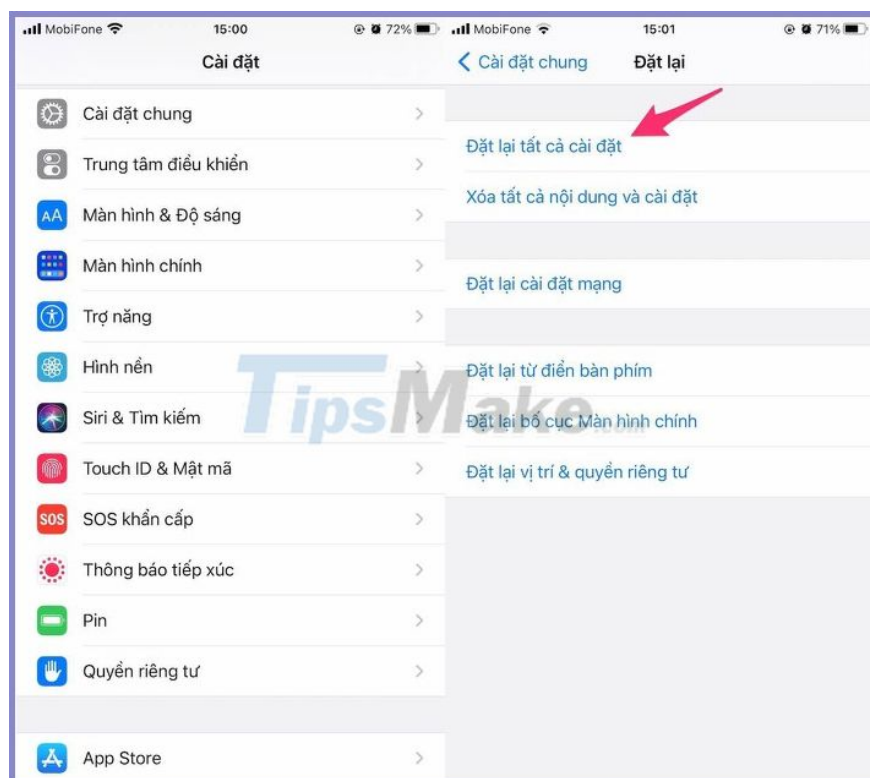 MobiFone 15:00 72%
Cài đặt
Cài đặt chung
Trung tâm điều khiển
AA Màn hình & Độ sáng
Màn hình chính
Trợ năng
Hình nền
Siri & Tìm kiếm
Touch ID & Mật mã
SOS SOS khẩn cấp
Thông báo tiếp xúc
Pin
Quyền riêng tư
App Store
MobiFone 15:01 71%
Cài đặt chung Đặt lại
Đặt lại tất cả cài đặt
Xóa tất cả nội dung và cài đặt
Đặt lại cài đặt mạng
Đặt lại từ điển bàn phím
Đặt lại bố cục Màn hình chính
Đặt lại vị trí & quyền riêng tư
TipsMake.com